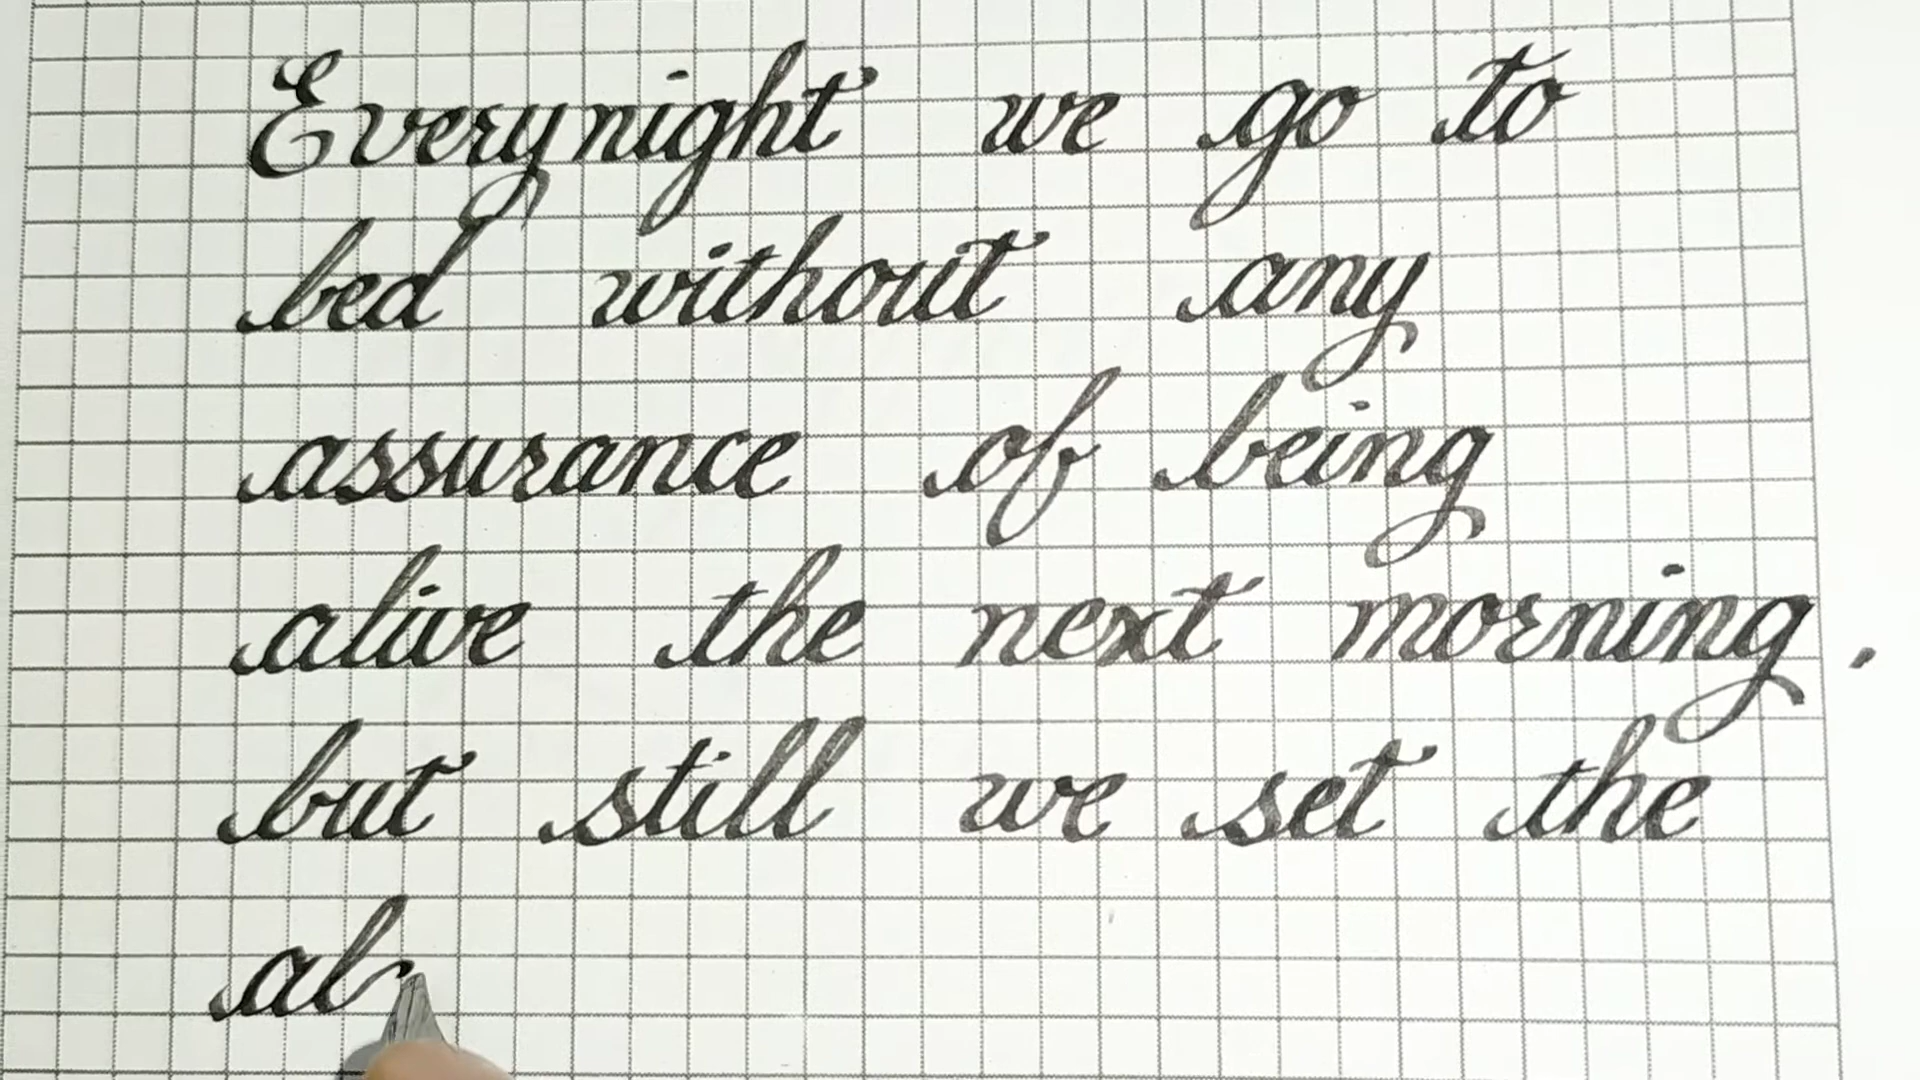 Everynight we go to
bed without any
assurance of being
alive the next morning.
but still we set the
al